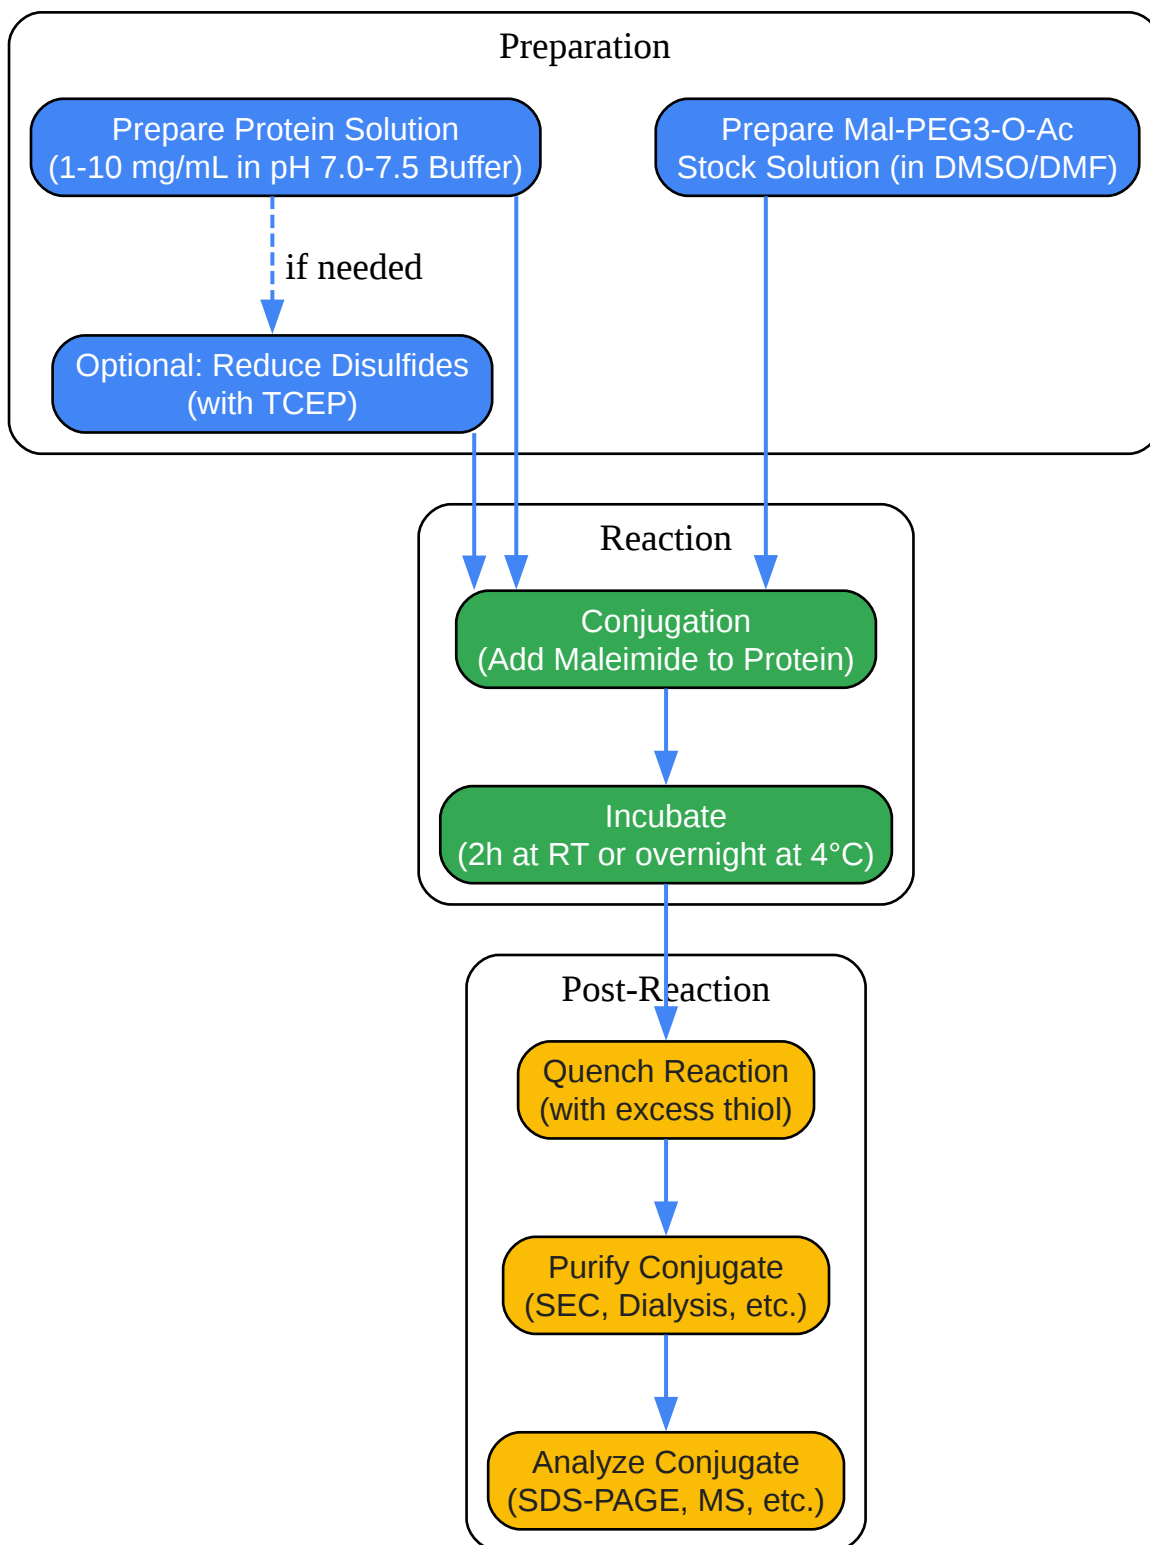 Preparation
Prepare Protein Solution
(1-10 mg/mL in pH 7.0-7.5 Buffer)
Prepare Mal-PEG3-O-Ac
Stock Solution (in DMSO/DMF)
if needed
Optional: Reduce Disulfides
(with TCEP)
Reaction
Conjugation
(Add Maleimide to Protein)
Incubate
(2h at RT or overnight at 4°C)
Post-Reaction
Quench Reaction
(with excess thiol)
Purify Conjugate
(SEC, Dialysis, etc.)
Analyze Conjugate
(SDS-PAGE, MS, etc.)